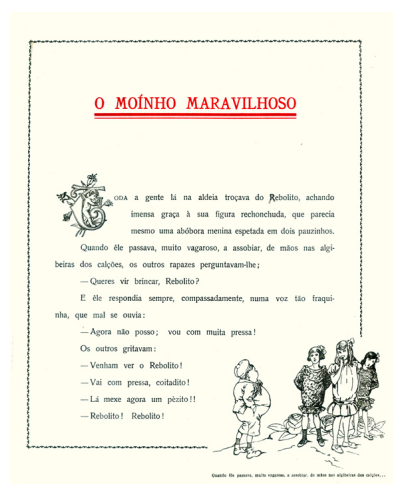 O MOÍNHO MARAVILHOSO
TODA a gente lá na aldeia troçava do Rebolito, achando
imensa graça à sua figura rechonchuda, que parecia
mesmo uma abóbora menina espetada em dois pauzinhos.
Quando êle passava, muito vagaroso, a assobiar, de mãos nas algi-
beiras dos calções, os outros rapazes perguntavam-lhe;
— Queres vir brincar, Rebolito?
E êle respondia sempre, compassadamente, numa voz tão fraqui-
nha, que mal se ouvia:
— Agora não posso; vou com muita pressa!
Os outros gritavam:
— Venham ver o Rebolito!
— Vai com pressa, coitadito!
— Lá mexe agora um pèzito!!
— Rebolito! Rebolito!
Quando êle passava, muito vagaroso, a assobiar, de mãos nas algibeiras dos calções...